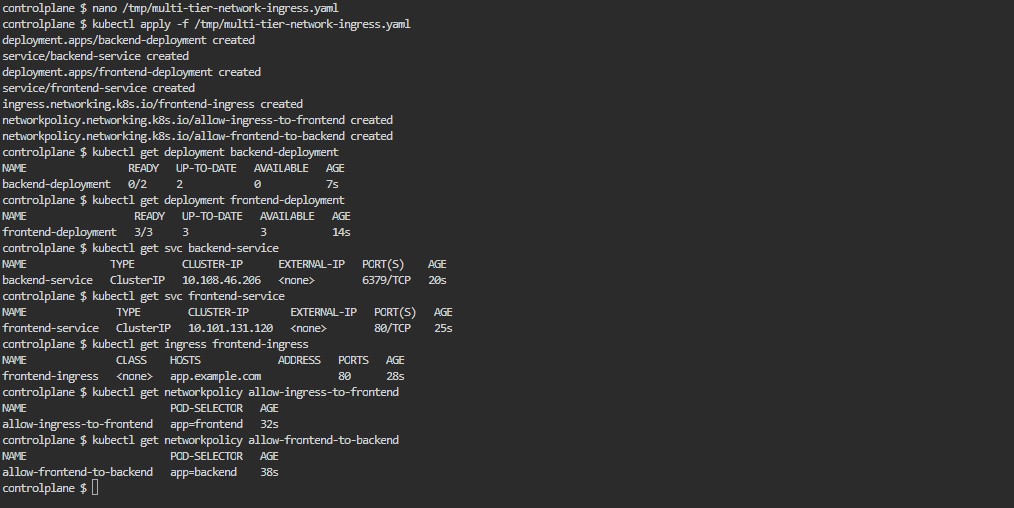 controlplane $ nano /tmp/multi-tier-network-ingress.yaml
controlplane $ kubectl apply -f /tmp/multi-tier-network-ingress.yaml
deployment.apps/backend-deployment created
service/backend-service created
deployment.apps/frontend-deployment created
service/frontend-service created
ingress.networking.k8s.io/frontend-ingress created
networkpolicy.networking.k8s.io/allow-ingress-to-frontend created
networkpolicy.networking.k8s.io/allow-frontend-to-backend created
controlplane $ kubectl get deployment backend-deployment
NAME                 READY   UP-TO-DATE   AVAILABLE   AGE
backend-deployment   0/2     2            0           7s
controlplane $ kubectl get deployment frontend-deployment
NAME                  READY   UP-TO-DATE   AVAILABLE   AGE
frontend-deployment   3/3     3            3           14s
controlplane $ kubectl get svc backend-service
NAME              TYPE        CLUSTER-IP      EXTERNAL-IP   PORT(S)    AGE
backend-service   ClusterIP   10.108.46.206   <none>        6379/TCP   20s
controlplane $ kubectl get svc frontend-service
NAME               TYPE        CLUSTER-IP       EXTERNAL-IP   PORT(S)   AGE
frontend-service   ClusterIP   10.101.131.120   <none>        80/TCP    25s
controlplane $ kubectl get ingress frontend-ingress
NAME               CLASS    HOSTS             ADDRESS   PORTS   AGE
frontend-ingress   <none>   app.example.com             80      28s
controlplane $ kubectl get networkpolicy allow-ingress-to-frontend
NAME                        POD-SELECTOR   AGE
allow-ingress-to-frontend   app=frontend   32s
controlplane $ kubectl get networkpolicy allow-frontend-to-backend
NAME                        POD-SELECTOR   AGE
allow-frontend-to-backend   app=backend    38s
controlplane $